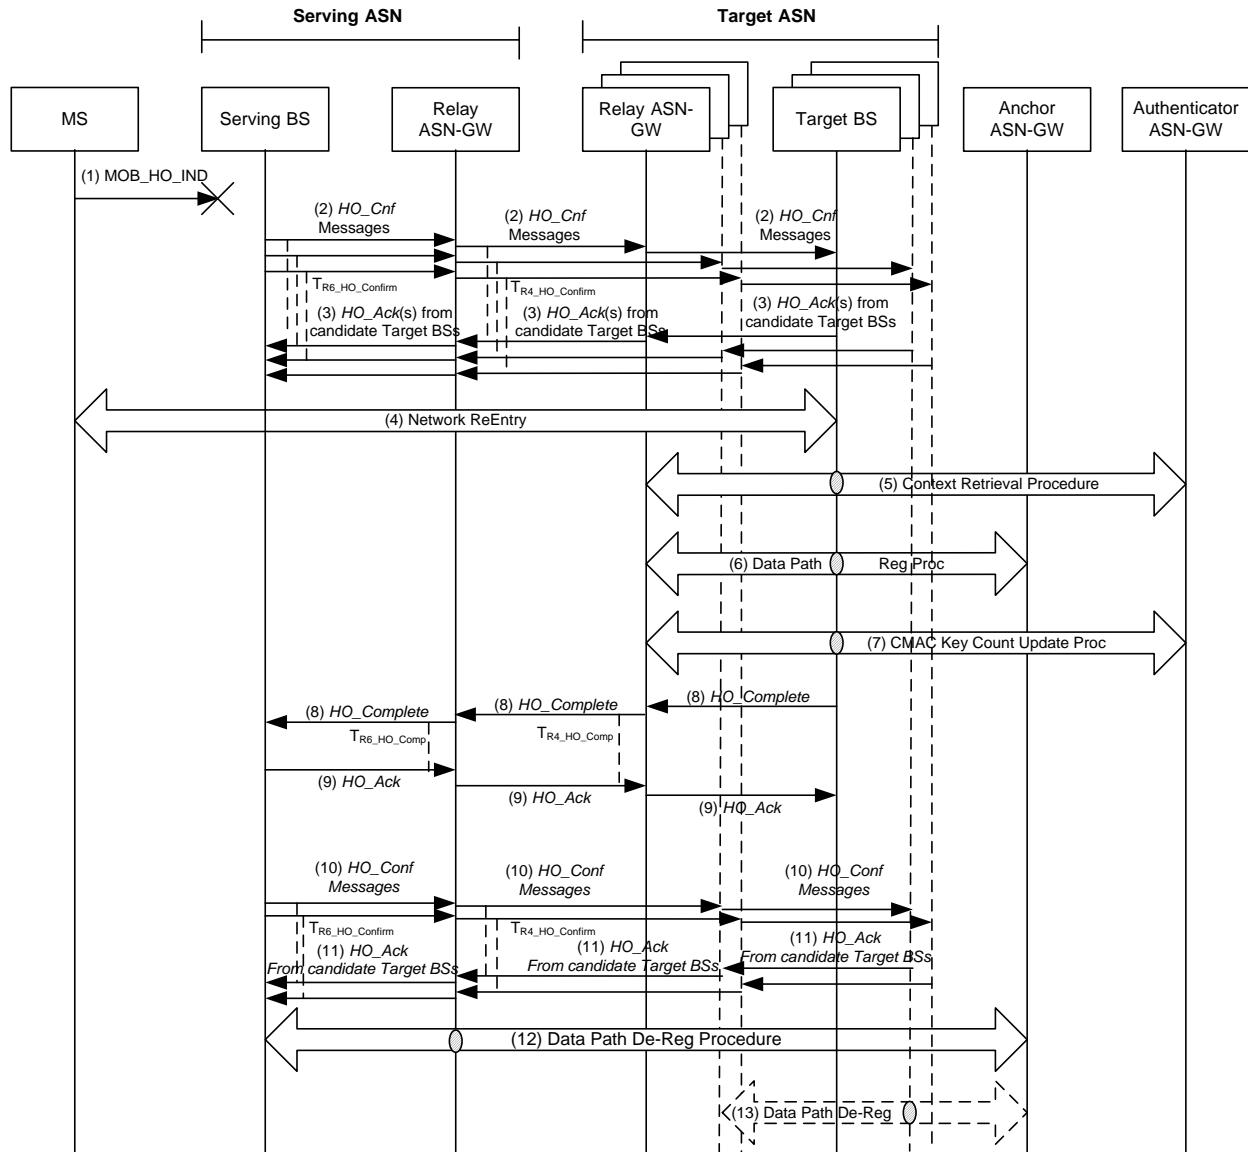 Serving ASN
Target ASN
MS
Serving BS
Relay
ASN-GW
Relay ASN-
GW
Target BS
Anchor
ASN-GW
Authenticator
ASN-GW
(1) MOB_HO_IND
(2) HO_Cnf
Messages
(2) HO_Cnf
Messages
(2) HO_Cnf
Messages
TR6_HO_Confirm
TR4_HO_Confirm
(3) HO_Ack(s) from
candidate Target BSs
(3) HO_Ack(s) from
candidate Target BSs
(3) HO_Ack(s) from
candidate Target BSs
(4) Network ReEntry
(5) Context Retrieval Procedure
(6) Data Path Reg Proc
(7) CMAC Key Count Update Proc
(8) HO_Complete
(8) HO_Complete
(8) HO_Complete
TR6_HO_Comp
TR4_HO_Comp
(9) HO_Ack
(9) HO_Ack
(9) HO_Ack
(10) HO_Conf
Messages
(10) HO_Conf
Messages
(10) HO_Conf
Messages
TR6_HO_Confirm
TR4_HO_Confirm
(11) HO_Ack
From candidate Target BSs
(11) HO_Ack
From candidate Target BSs
(11) HO_Ack
From candidate Target BSs
(12) Data Path De-Reg Procedure
(13) Data Path De-Reg